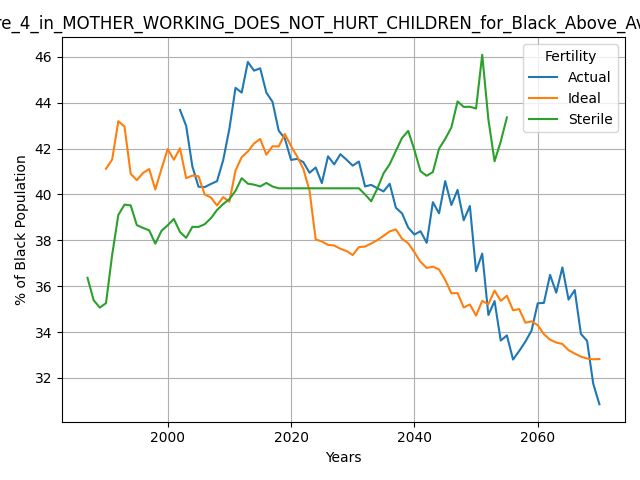 re_4_in_MOTHER_WORKING_DOES_NOT_HURT_CHILDREN_for_Black_Above_Av
Fertility
Actual
Ideal
Sterile
% of Black Population
46
44
42
40
38
36
34
32
2000
2020
2040
2060
Years